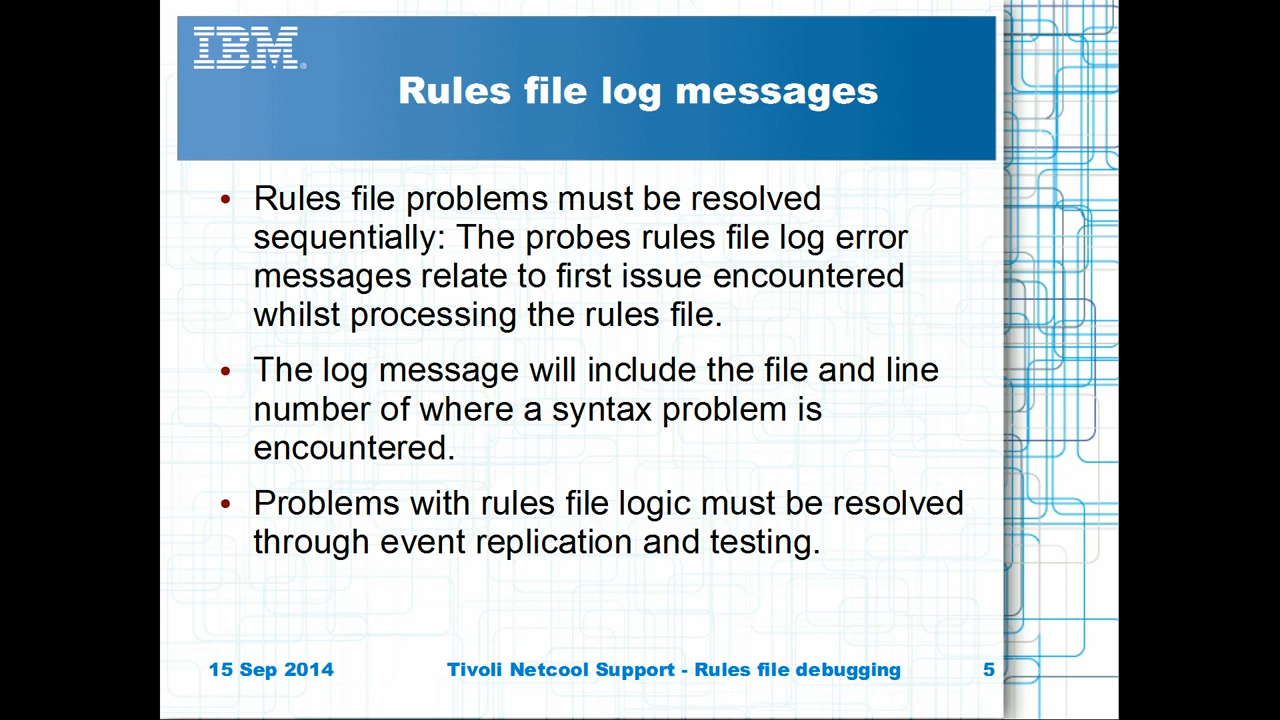 IBM®
Rules file log messages
• Rules file problems must be resolved
sequentially: The probes rules file log error
messages relate to first issue encountered
whilst processing the rules file.
• The log message will include the file and line
number of where a syntax problem is
encountered.
• Problems with rules file logic must be resolved
through event replication and testing.
15 Sep 2014 Tivoli Netcool Support - Rules file debugging 5